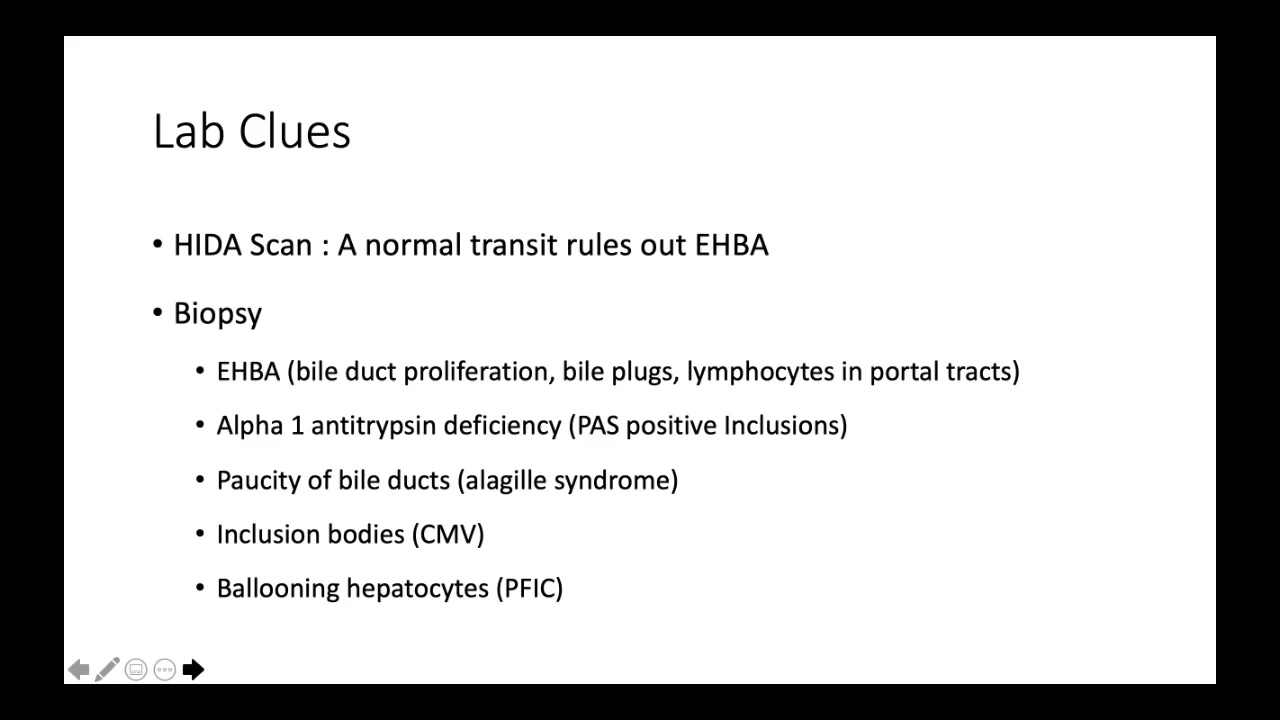 Lab Clues
• HIDA Scan : A normal transit rules out EHBA
• Biopsy
• EHBA (bile duct proliferation, bile plugs, lymphocytes in portal tracts)
• Alpha 1 antitrypsin deficiency (PAS positive Inclusions)
• Paucity of bile ducts (alagille syndrome)
• Inclusion bodies (CMV)
• Ballooning hepatocytes (PFIC)